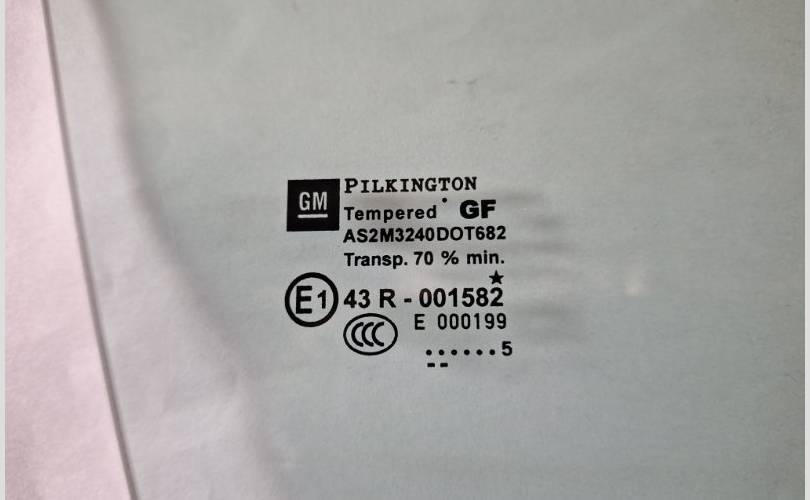 GM
PILKINGTON
Tempered GF
AS2M3240DOT682
Transp. 70 % min.
E1 43 R - 001582
CCC E 000199
......5
--